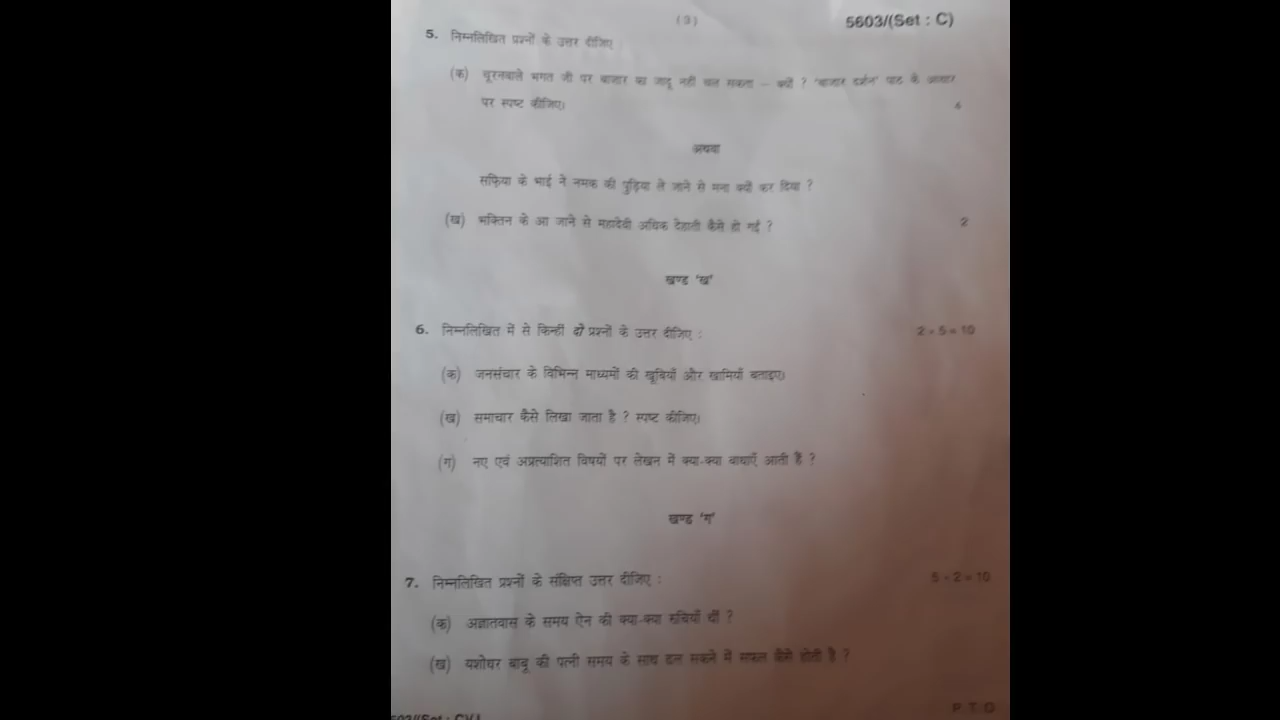 (3)
5603/(Set : C)
5. निम्नलिखित प्रश्नों के उत्तर दीजिए :
(क) चूरनवाले भगत जी पर बाजार का जादू नहीं चल सकता – क्यों ? 'बाजार दर्शन' पाठ के आधार
पर स्पष्ट कीजिए। 4
अथवा
सफ़िया के भाई ने नमक की पुड़िया ले जाने से मना क्यों कर दिया ?
(ख) भक्तिन के आ जाने से महादेवी अधिक देहाती कैसे हो गई ? 2
खण्ड 'ख'
6. निम्नलिखित में से किन्हीं दो प्रश्नों के उत्तर दीजिए : 2 × 5 = 10
(क) जनसंचार के विभिन्न माध्यमों की खूबियाँ और खामियाँ बताइए।
(ख) समाचार कैसे लिखा जाता है ? स्पष्ट कीजिए।
(ग) नए एवं अप्रत्याशित विषयों पर लेखन में क्या-क्या बाधाएँ आती हैं ?
खण्ड 'ग'
7. निम्नलिखित प्रश्नों के संक्षिप्त उत्तर दीजिए : 5 × 2 = 10
(क) अज्ञातवास के समय ऐन की क्या-क्या रुचियाँ थीं ?
(ख) यशोधर बाबू की पत्नी समय के साथ ढल सकने में सफल कैसे होती है ?
P. T. O.
5603/(Set : C)